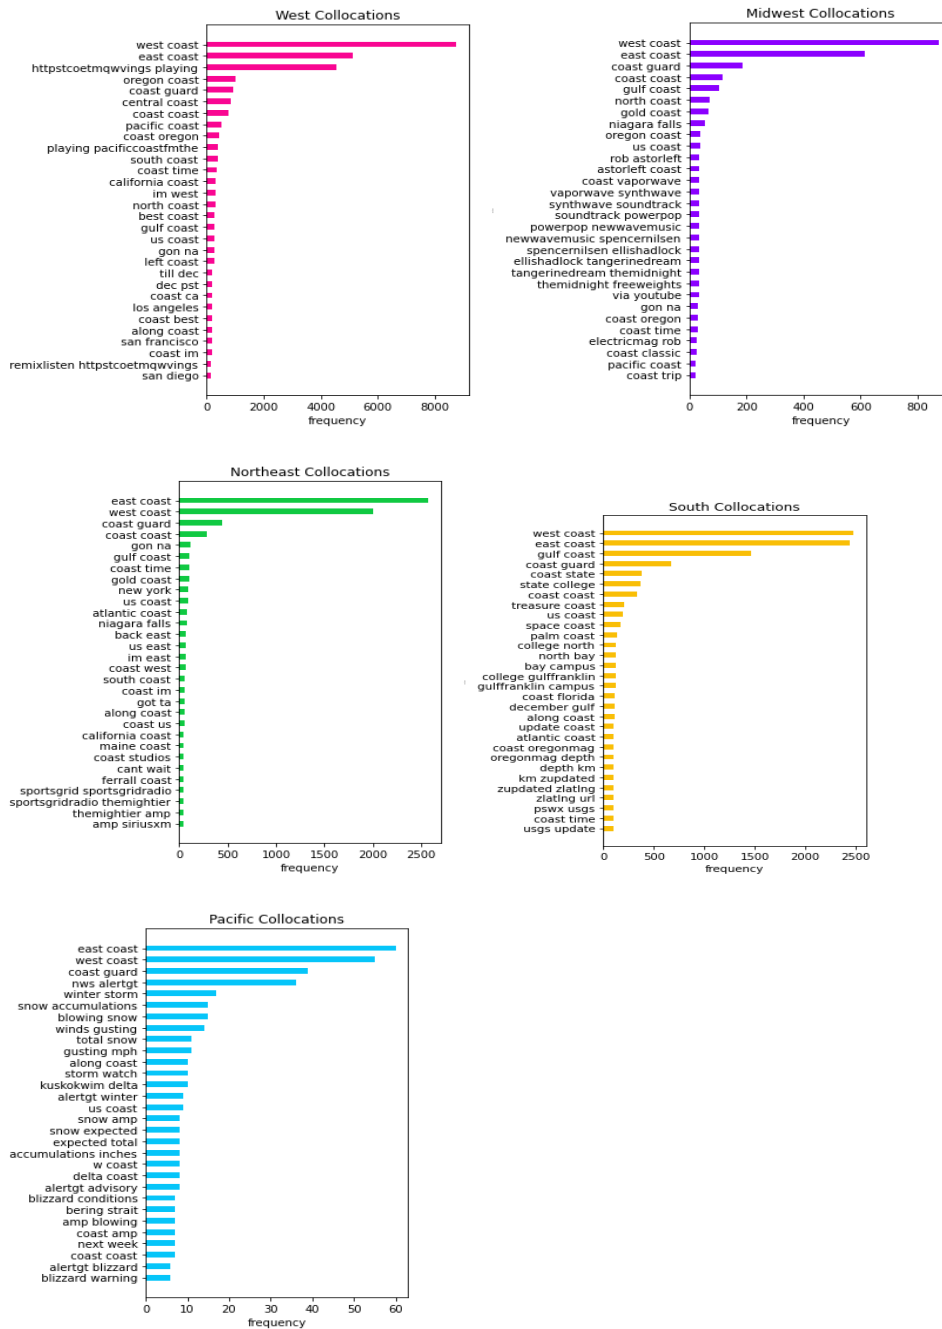 West Collocations
west coast
east coast
httpstcoetmqwvings playing
oregon coast
coast guard
central coast
coast coast
pacific coast
coast oregon
playing pacificcoastfmthe
south coast
coast time
california coast
im west
north coast
best coast
gulf coast
us coast
gon na
left coast
till dec
dec pst
coast ca
los angeles
coast best
along coast
san francisco
coast im
remixlisten httpstcoetmqwvings
san diego
0 2000 4000 6000 8000
frequency
Midwest Collocations
west coast
east coast
coast guard
coast coast
gulf coast
north coast
gold coast
niagara falls
oregon coast
us coast
rob astorleft
astorleft coast
coast vaporwave
vaporwave synthwave
synthwave soundtrack
soundtrack powerpop
powerpop newwavemusic
newwavemusic spencernilsen
spencernilsen ellishadlock
ellishadlock tangerinedream
tangerinedream themidnight
themidnight freeweights
via youtube
gon na
coast oregon
coast time
electricmag rob
coast classic
pacific coast
coast trip
0 200 400 600 800
frequency
Northeast Collocations
east coast
west coast
coast guard
coast coast
gon na
gulf coast
coast time
gold coast
new york
us coast
atlantic coast
niagara falls
back east
us east
im east
coast west
south coast
coast im
got ta
along coast
coast us
california coast
maine coast
coast studios
cant wait
ferrall coast
sportsgrid sportsgridradio
sportsgridradio themightier
themightier amp
amp siriusxm
0 500 1000 1500 2000 2500
frequency
South Collocations
west coast
east coast
gulf coast
coast guard
coast state
state college
coast coast
treasure coast
us coast
space coast
palm coast
college north
north bay
bay campus
college gulffranklin
gulffranklin campus
coast florida
december gulf
along coast
update coast
atlantic coast
coast oregonmag
oregonmag depth
depth km
km zupdated
zupdated zlatlng
zlatlng url
pswx usgs
coast time
usgs update
0 500 1000 1500 2000 2500
frequency
Pacific Collocations
east coast
west coast
coast guard
nws alertgt
winter storm
snow accumulations
blowing snow
winds gusting
total snow
gusting mph
along coast
storm watch
kuskokwim delta
alertgt winter
us coast
snow amp
snow expected
expected total
accumulations inches
w coast
delta coast
alertgt advisory
blizzard conditions
bering strait
amp blowing
coast amp
next week
coast coast
alertgt blizzard
blizzard warning
0 10 20 30 40 50 60
frequency